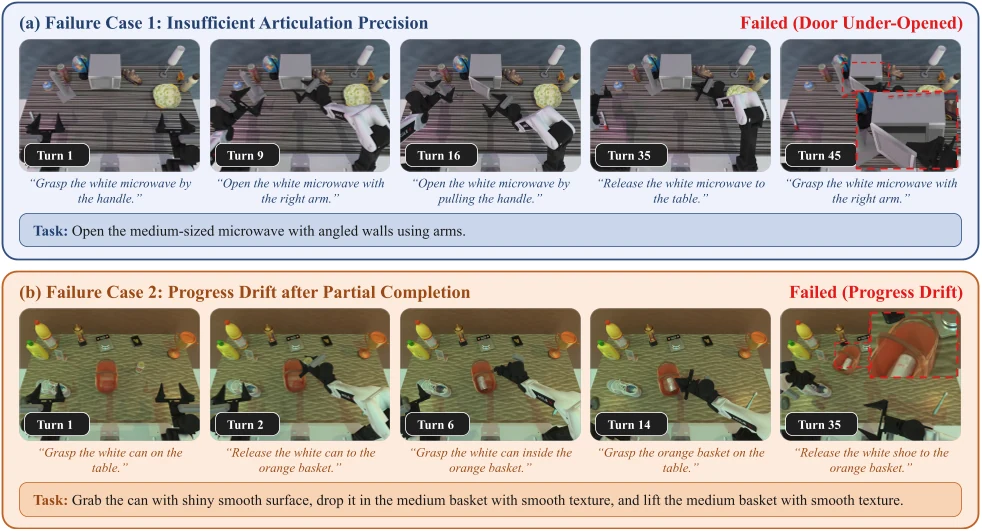 (a) Failure Case 1: Insufficient Articulation Precision
Failed (Door Under-Opened)
Turn 1
Turn 9
Turn 16
Turn 35
Turn 45
“Grasp the white microwave by
the handle.”
“Open the white microwave with
the right arm.”
“Open the white microwave by
pulling the handle.”
“Release the white microwave to
the table.”
“Grasp the white microwave with
the right arm.”
Task: Open the medium-sized microwave with angled walls using arms.
(b) Failure Case 2: Progress Drift after Partial Completion
Failed (Progress Drift)
Turn 1
Turn 2
Turn 6
Turn 14
Turn 35
“Grasp the white can on the
table.”
“Release the white can to the
orange basket.”
“Grasp the white can inside the
orange basket.”
“Grasp the orange basket on the
table.”
“Release the white shoe to the
orange basket.”
Task: Grab the can with shiny smooth surface, drop it in the medium basket with smooth texture, and lift the medium basket with smooth texture.